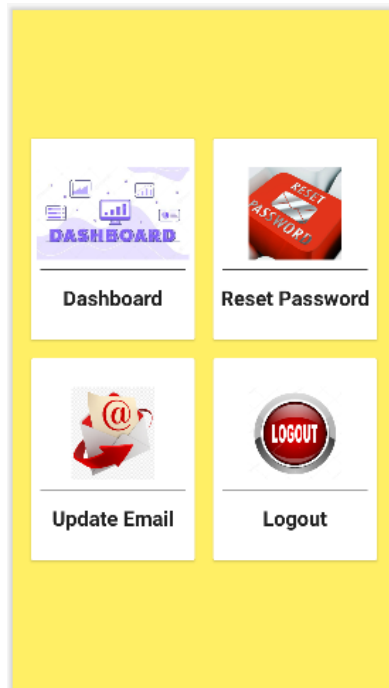 DASHBOARD
RESET
PASSWORD
Dashboard
Reset Password
@
LOGOUT
Update Email
Logout